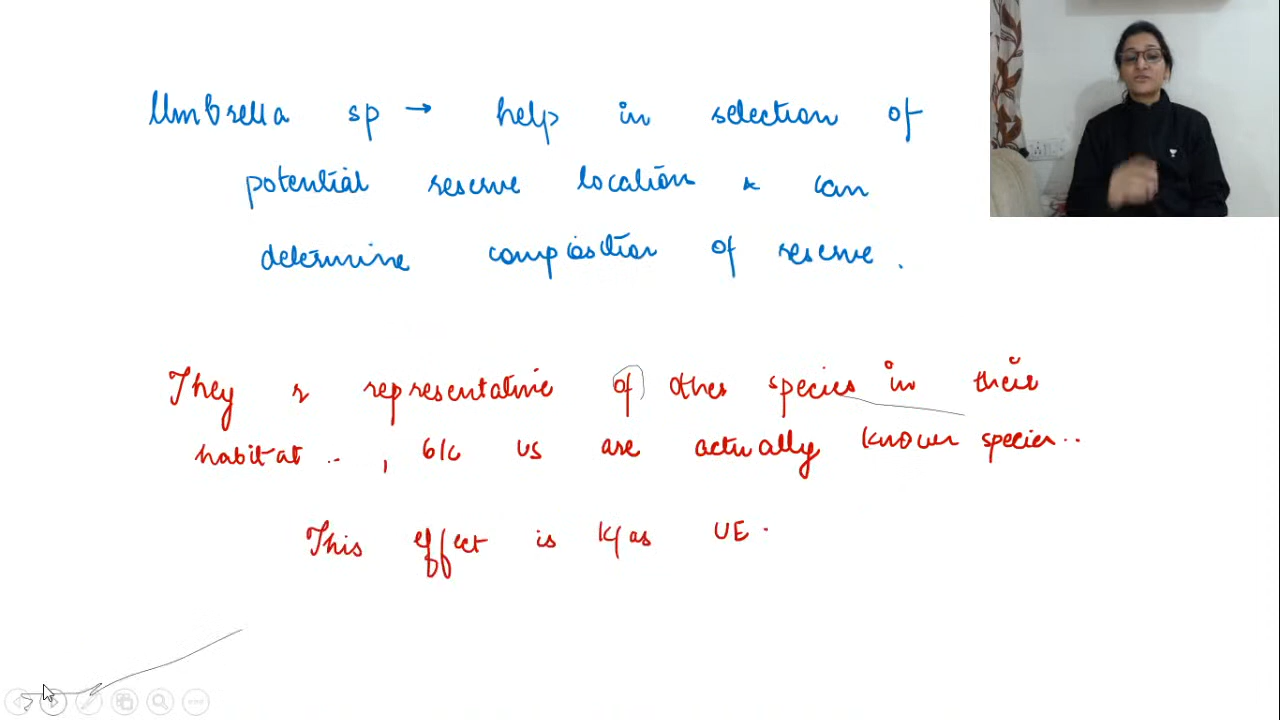 Umbrella sp → help in selection of
potential reserve location & can
determine composition of reserve.
They r representative of other species in their
habitat .. , b/c us are actually known species..
This effect is k/as UE.